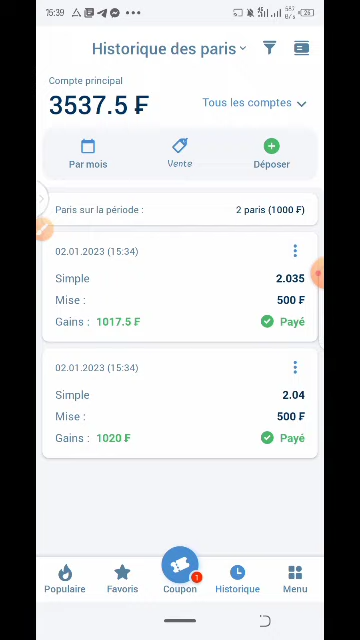 15:39
28
Historique des paris
Compte principal
3537.5 ₣
Tous les comptes
Par mois
Vente
Déposer
Paris sur la période :
2 paris (1000 ₣)
02.01.2023 (15:34)
Simple
2.035
Mise :
500 ₣
Gains : 1017.5 ₣
Payé
02.01.2023 (15:34)
Simple
2.04
Mise :
500 ₣
Gains : 1020 ₣
Payé
1
Populaire
Favoris
Coupon
Historique
Menu